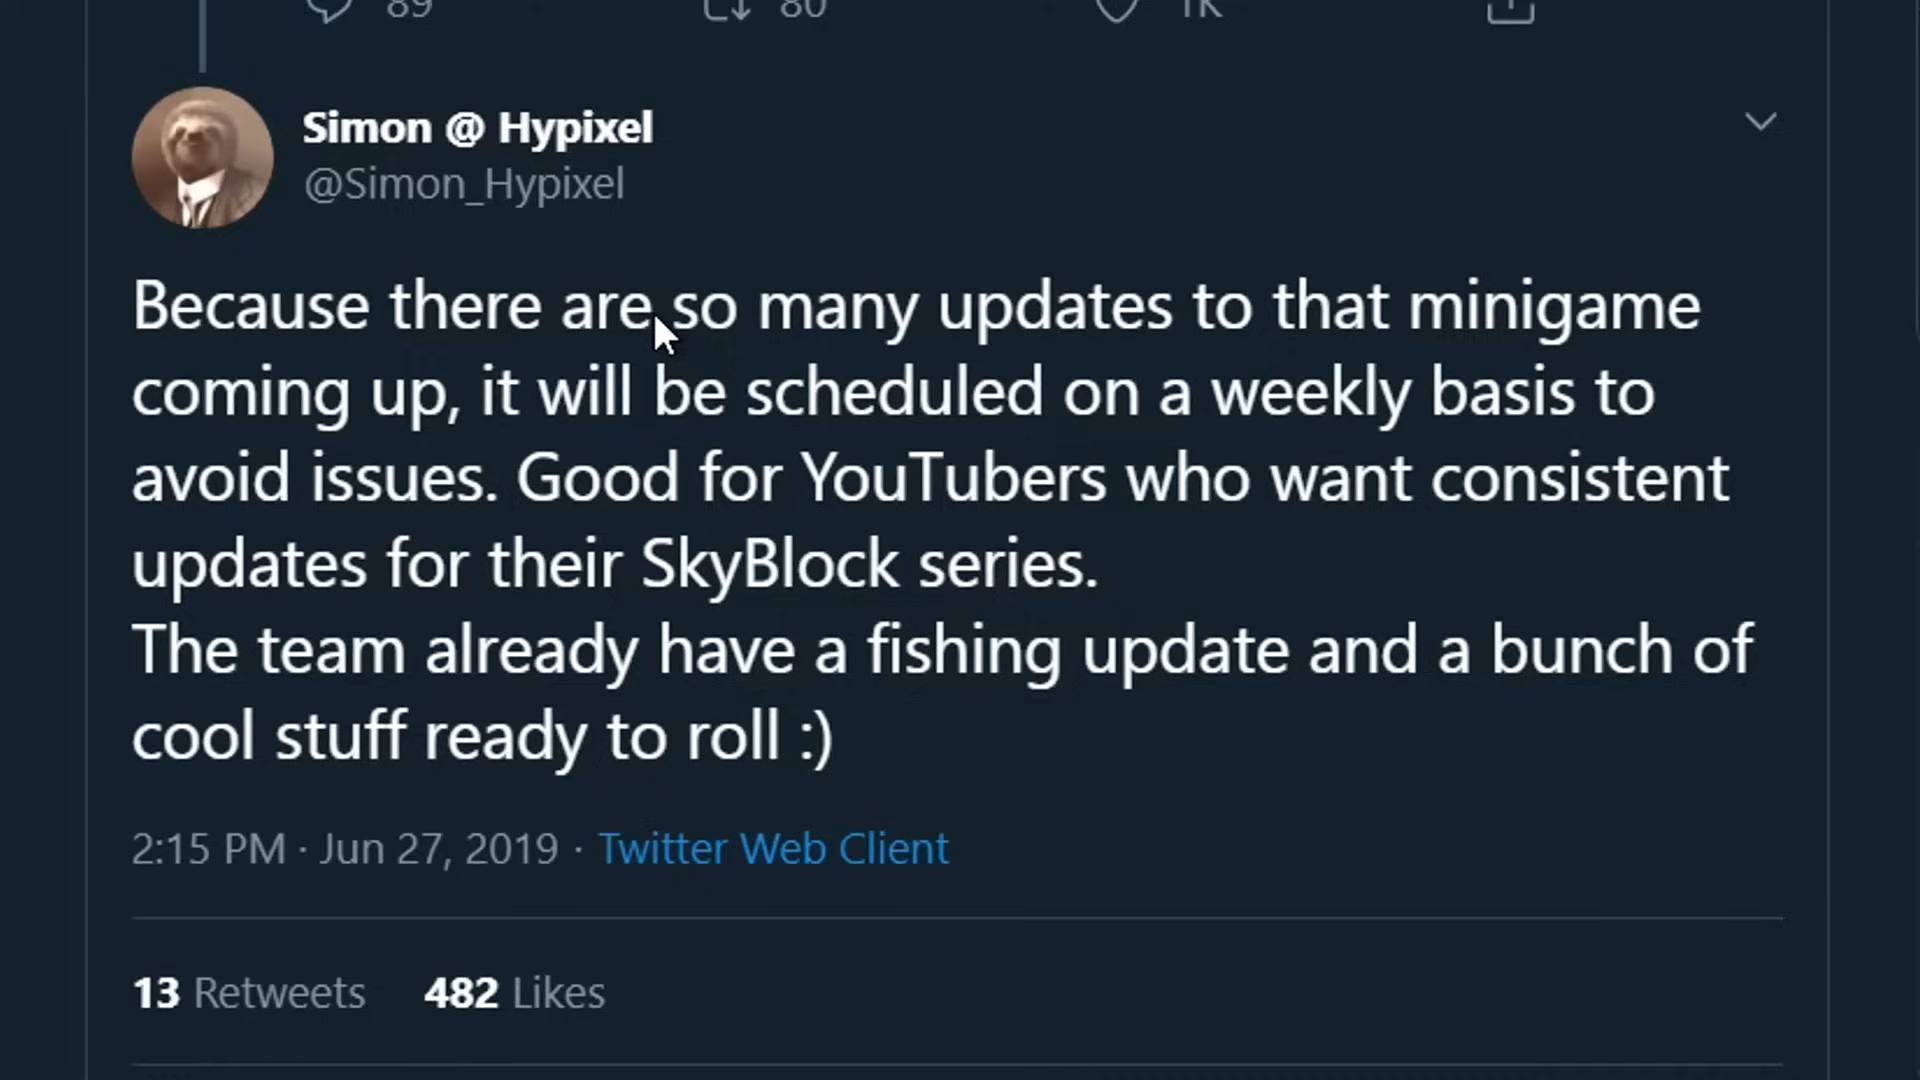 89 80 1K
Simon @ Hypixel
@Simon_Hypixel
Because there are so many updates to that minigame
coming up, it will be scheduled on a weekly basis to
avoid issues. Good for YouTubers who want consistent
updates for their SkyBlock series.
The team already have a fishing update and a bunch of
cool stuff ready to roll :)
2:15 PM · Jun 27, 2019 · Twitter Web Client
13 Retweets 482 Likes